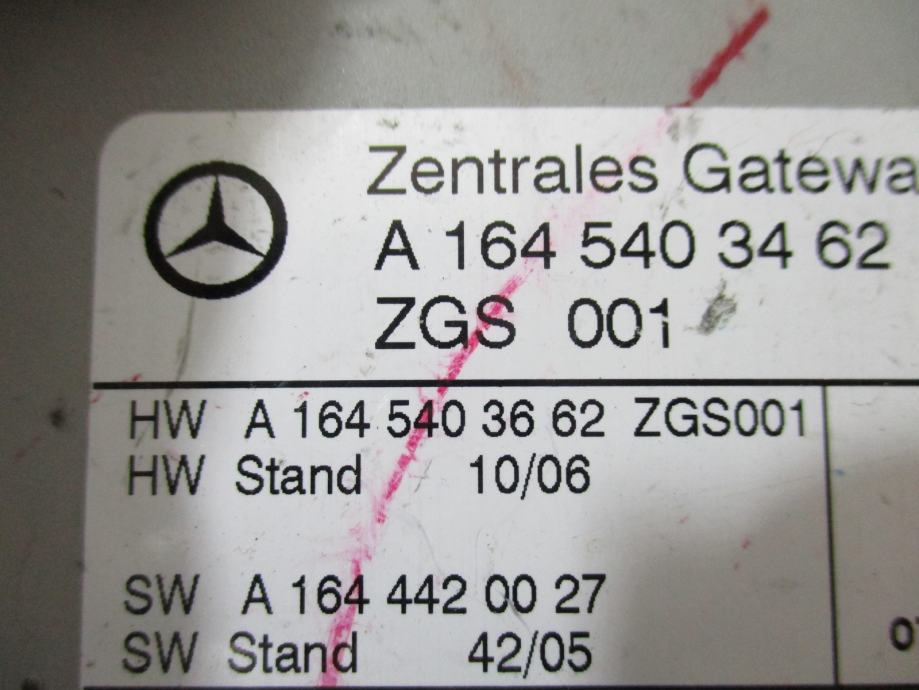 Zentrales Gatewa
A 164 540 34 62
ZGS 001
HW A 164 540 36 62 ZGS001
HW Stand 10/06
SW A 164 442 00 27
SW Stand 42/05